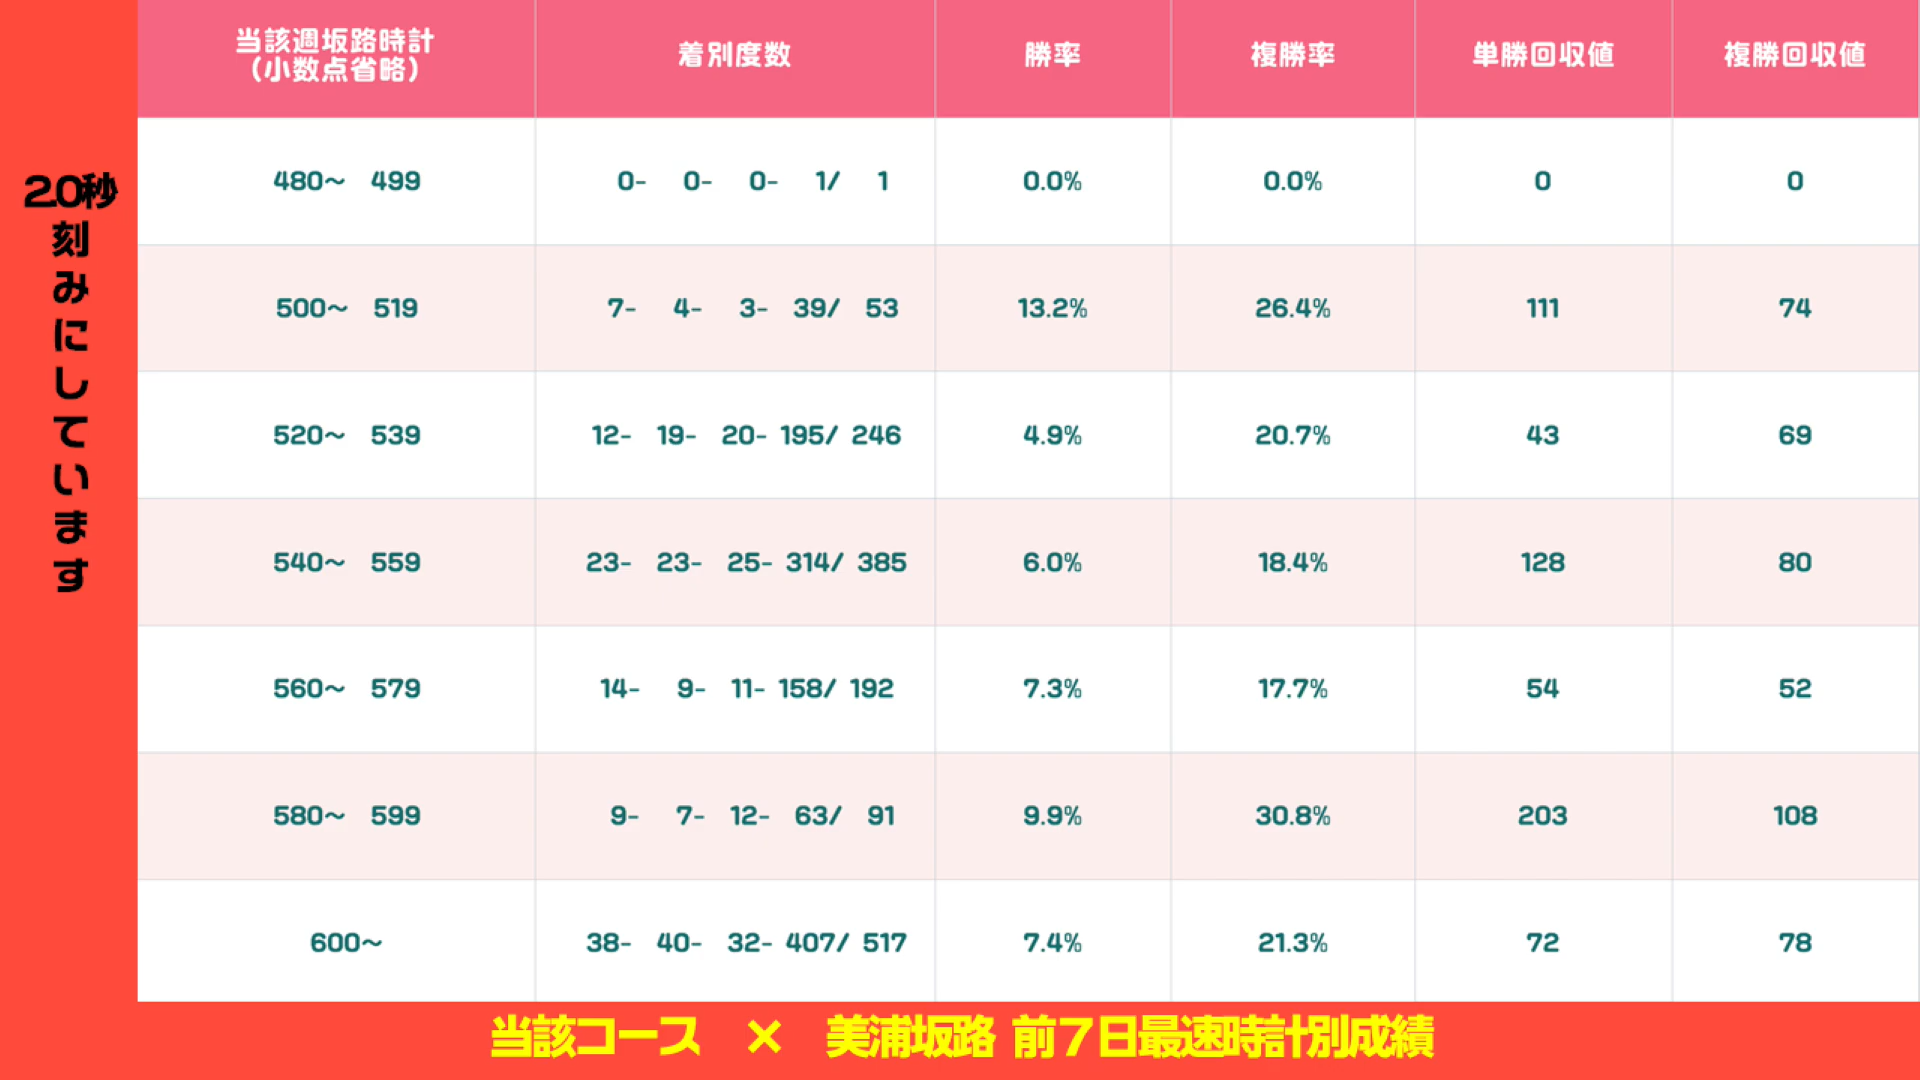 2.0秒刻みにしています
当該週坂路時計
（小数点省略） 着別度数 勝率 複勝率 単勝回収値 複勝回収値
480～ 499 0- 0- 0- 1/ 1 0.0% 0.0% 0 0
500～ 519 7- 4- 3- 39/ 53 13.2% 26.4% 111 74
520～ 539 12- 19- 20- 195/ 246 4.9% 20.7% 43 69
540～ 559 23- 23- 25- 314/ 385 6.0% 18.4% 128 80
560～ 579 14- 9- 11- 158/ 192 7.3% 17.7% 54 52
580～ 599 9- 7- 12- 63/ 91 9.9% 30.8% 203 108
600～ 38- 40- 32- 407/ 517 7.4% 21.3% 72 78
当該コース × 美浦坂路 前７日最速時計別成績